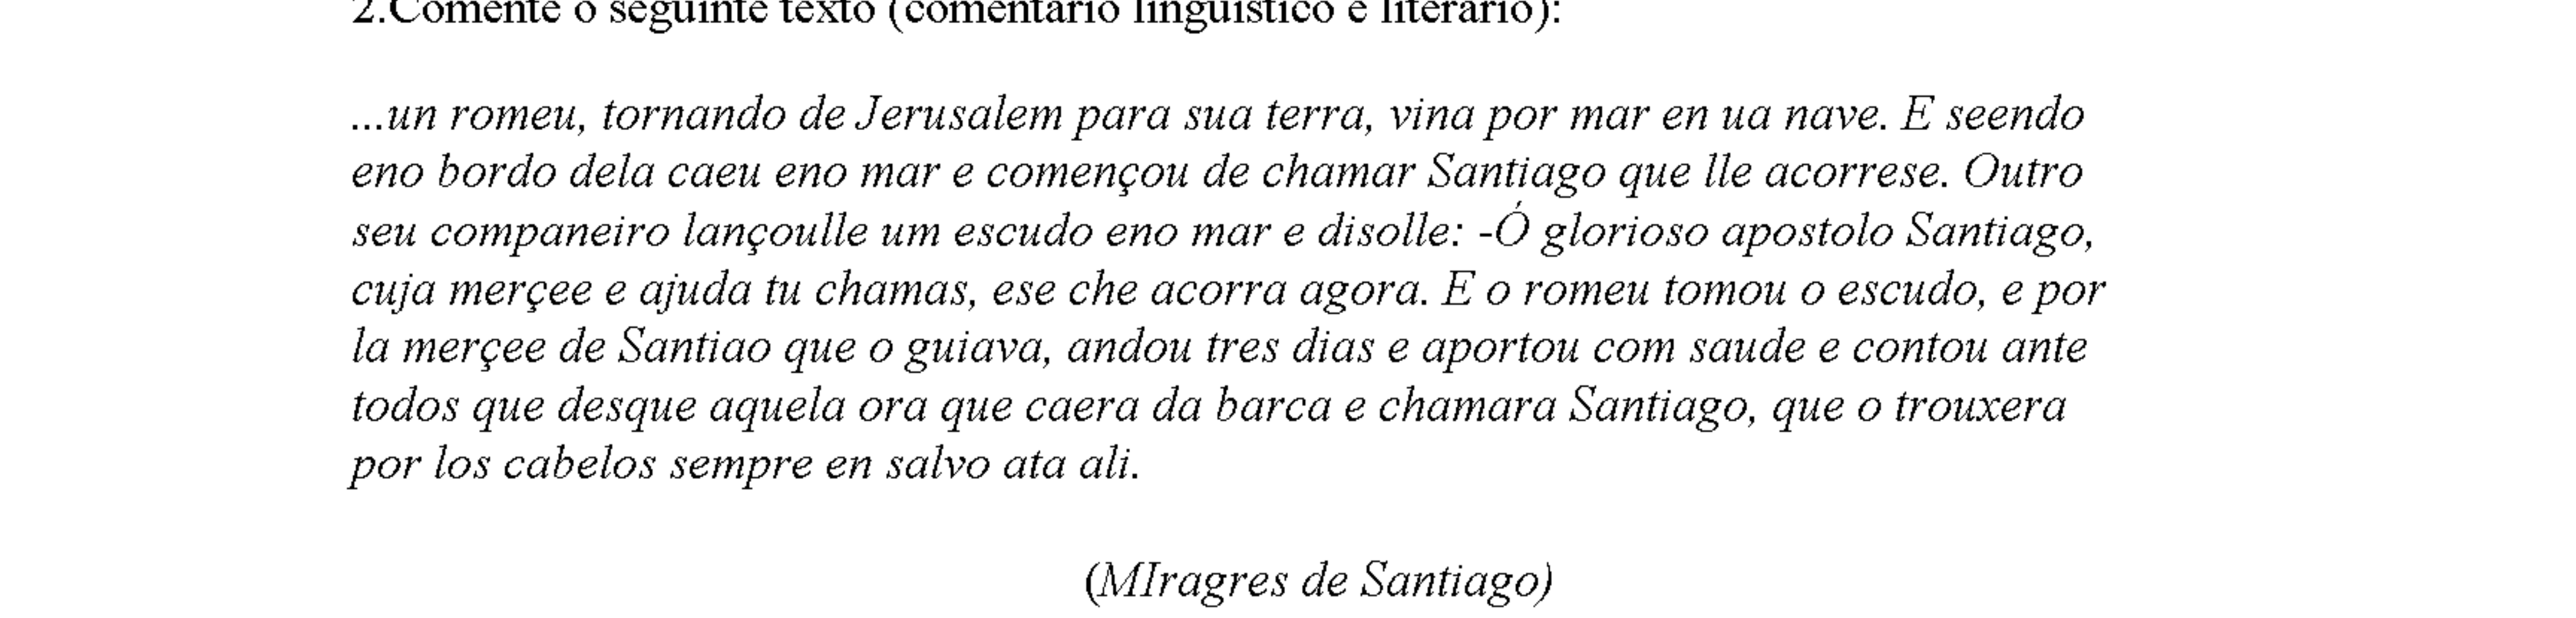 2.Comente o seguinte texto (comentário linguístico e literário):
...un romeu, tornando de Jerusalem para sua terra, vina por mar en ua nave. E seendo
eno bordo dela caeu eno mar e començou de chamar Santiago que lle acorrese. Outro
seu companeiro lançoulle um escudo eno mar e disolle: -Ó glorioso apostolo Santiago,
cuja merçee e ajuda tu chamas, ese che acorra agora. E o romeu tomou o escudo, e por
la merçee de Santiao que o guiava, andou tres dias e aportou com saude e contou ante
todos que desque aquela ora que caera da barca e chamara Santiago, que o trouxera
por los cabelos sempre en salvo ata ali.
(MIragres de Santiago)